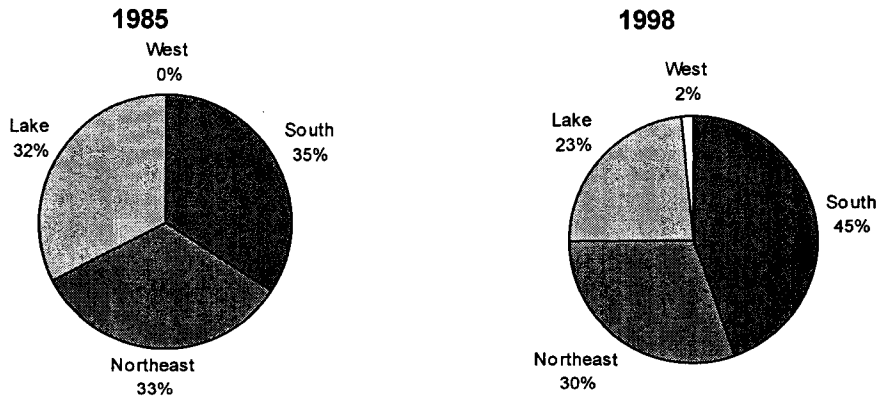 1985
West
0%
Lake
32%
South
35%
Northeast
33%
1998
West
2%
Lake
23%
South
45%
Northeast
30%